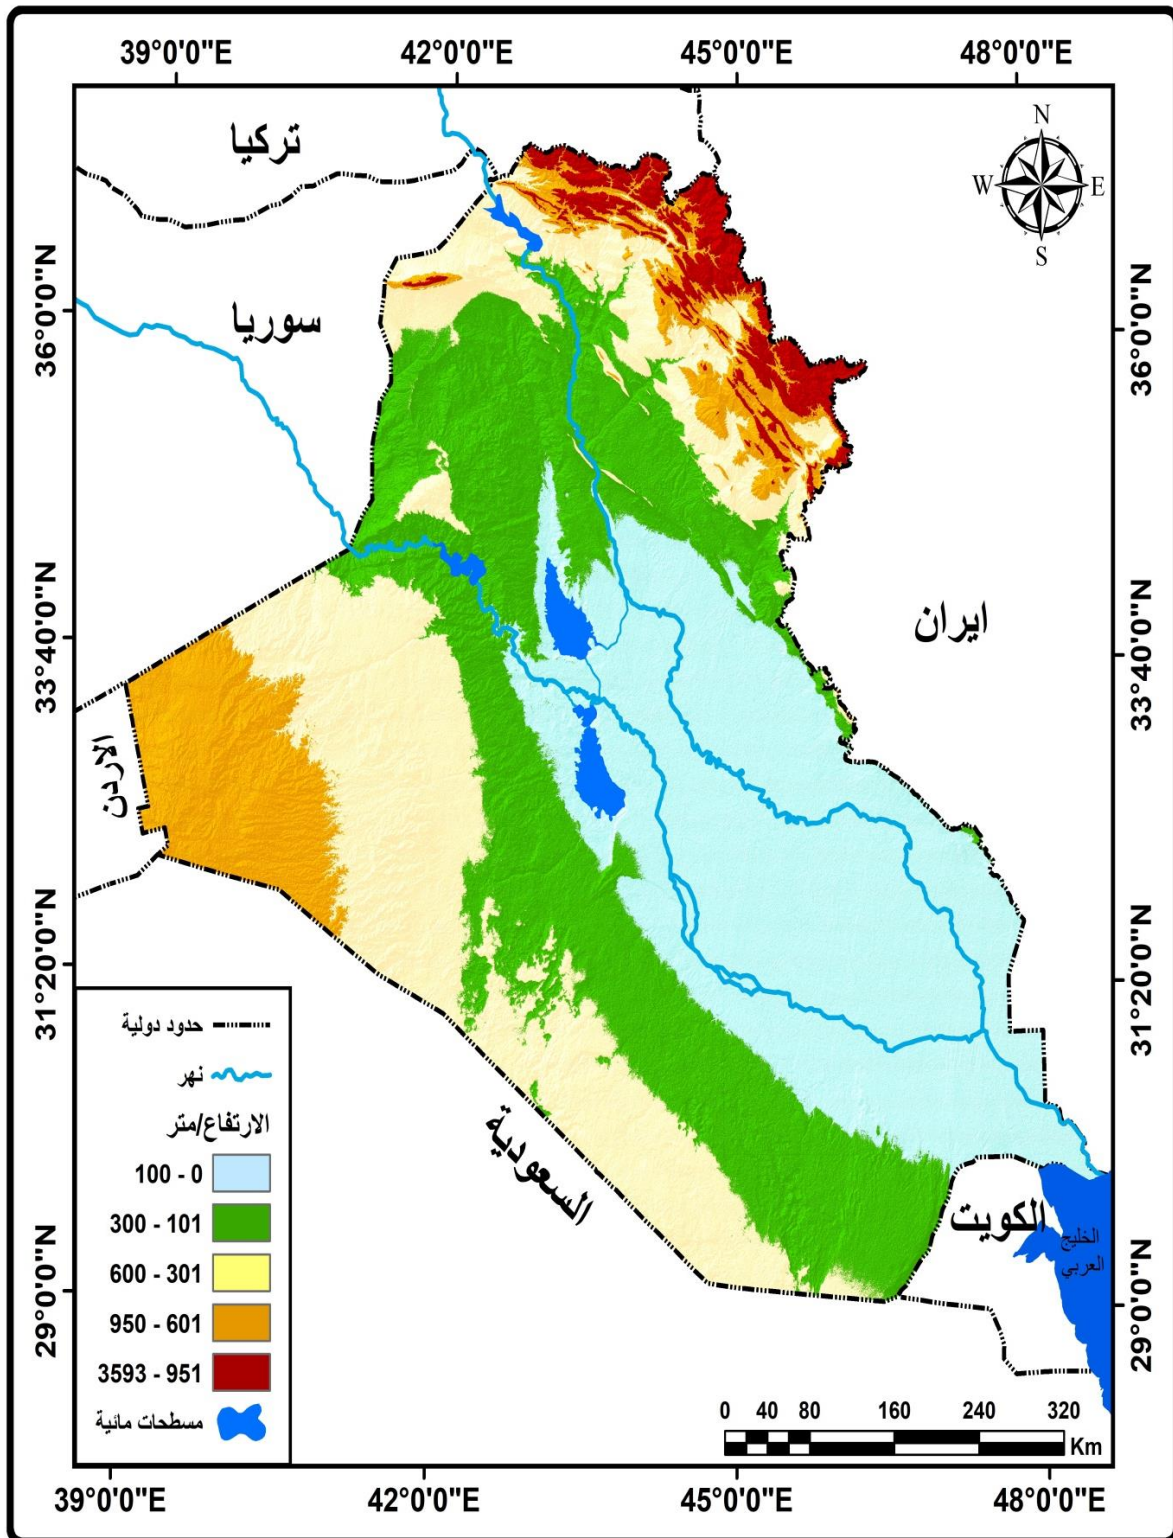 39°0'0"E 42°0'0"E 45°0'0"E 48°0'0"E
N
W E
S
تركيا
سوريا
ايران
الاردن
السعودية
الكويت
الخليج
العربي
36°0'0"N
33°40'0"N
31°20'0"N
29°0'0"N
36°0'0"N
33°40'0"N
31°20'0"N
29°0'0"N
حدود دولية
نهر
الارتفاع/متر
100 - 0
300 - 101
600 - 301
950 - 601
3593 - 951
مسطحات مائية
0 40 80 160 240 320
Km
39°0'0"E 42°0'0"E 45°0'0"E 48°0'0"E